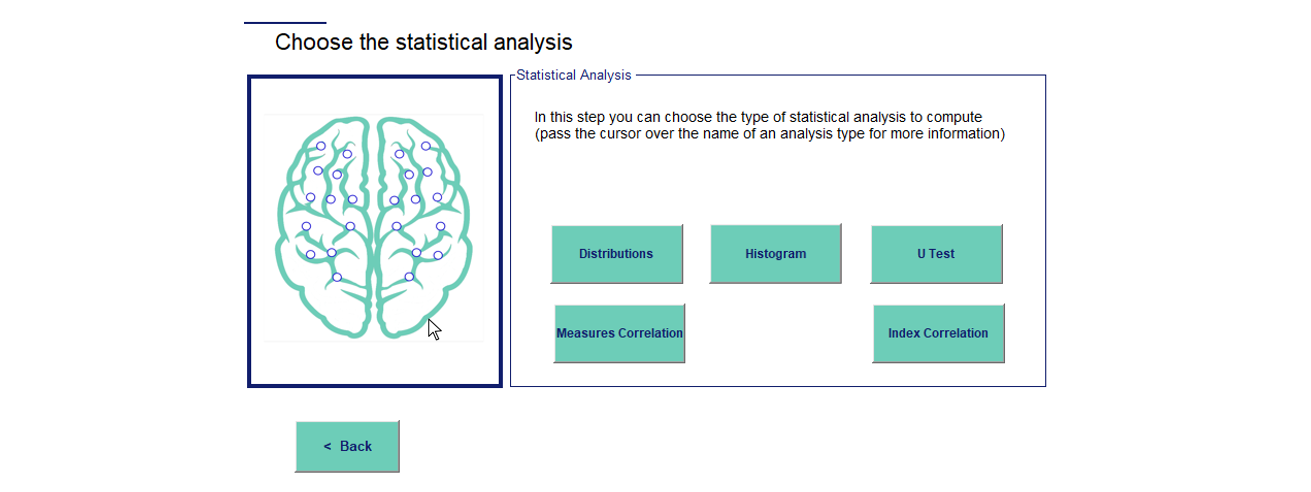 Choose the statistical analysis
Statistical Analysis
In this step you can choose the type of statistical analysis to compute
(pass the cursor over the name of an analysis type for more information)
Distributions
Histogram
U Test
Measures Correlation
Index Correlation
< Back